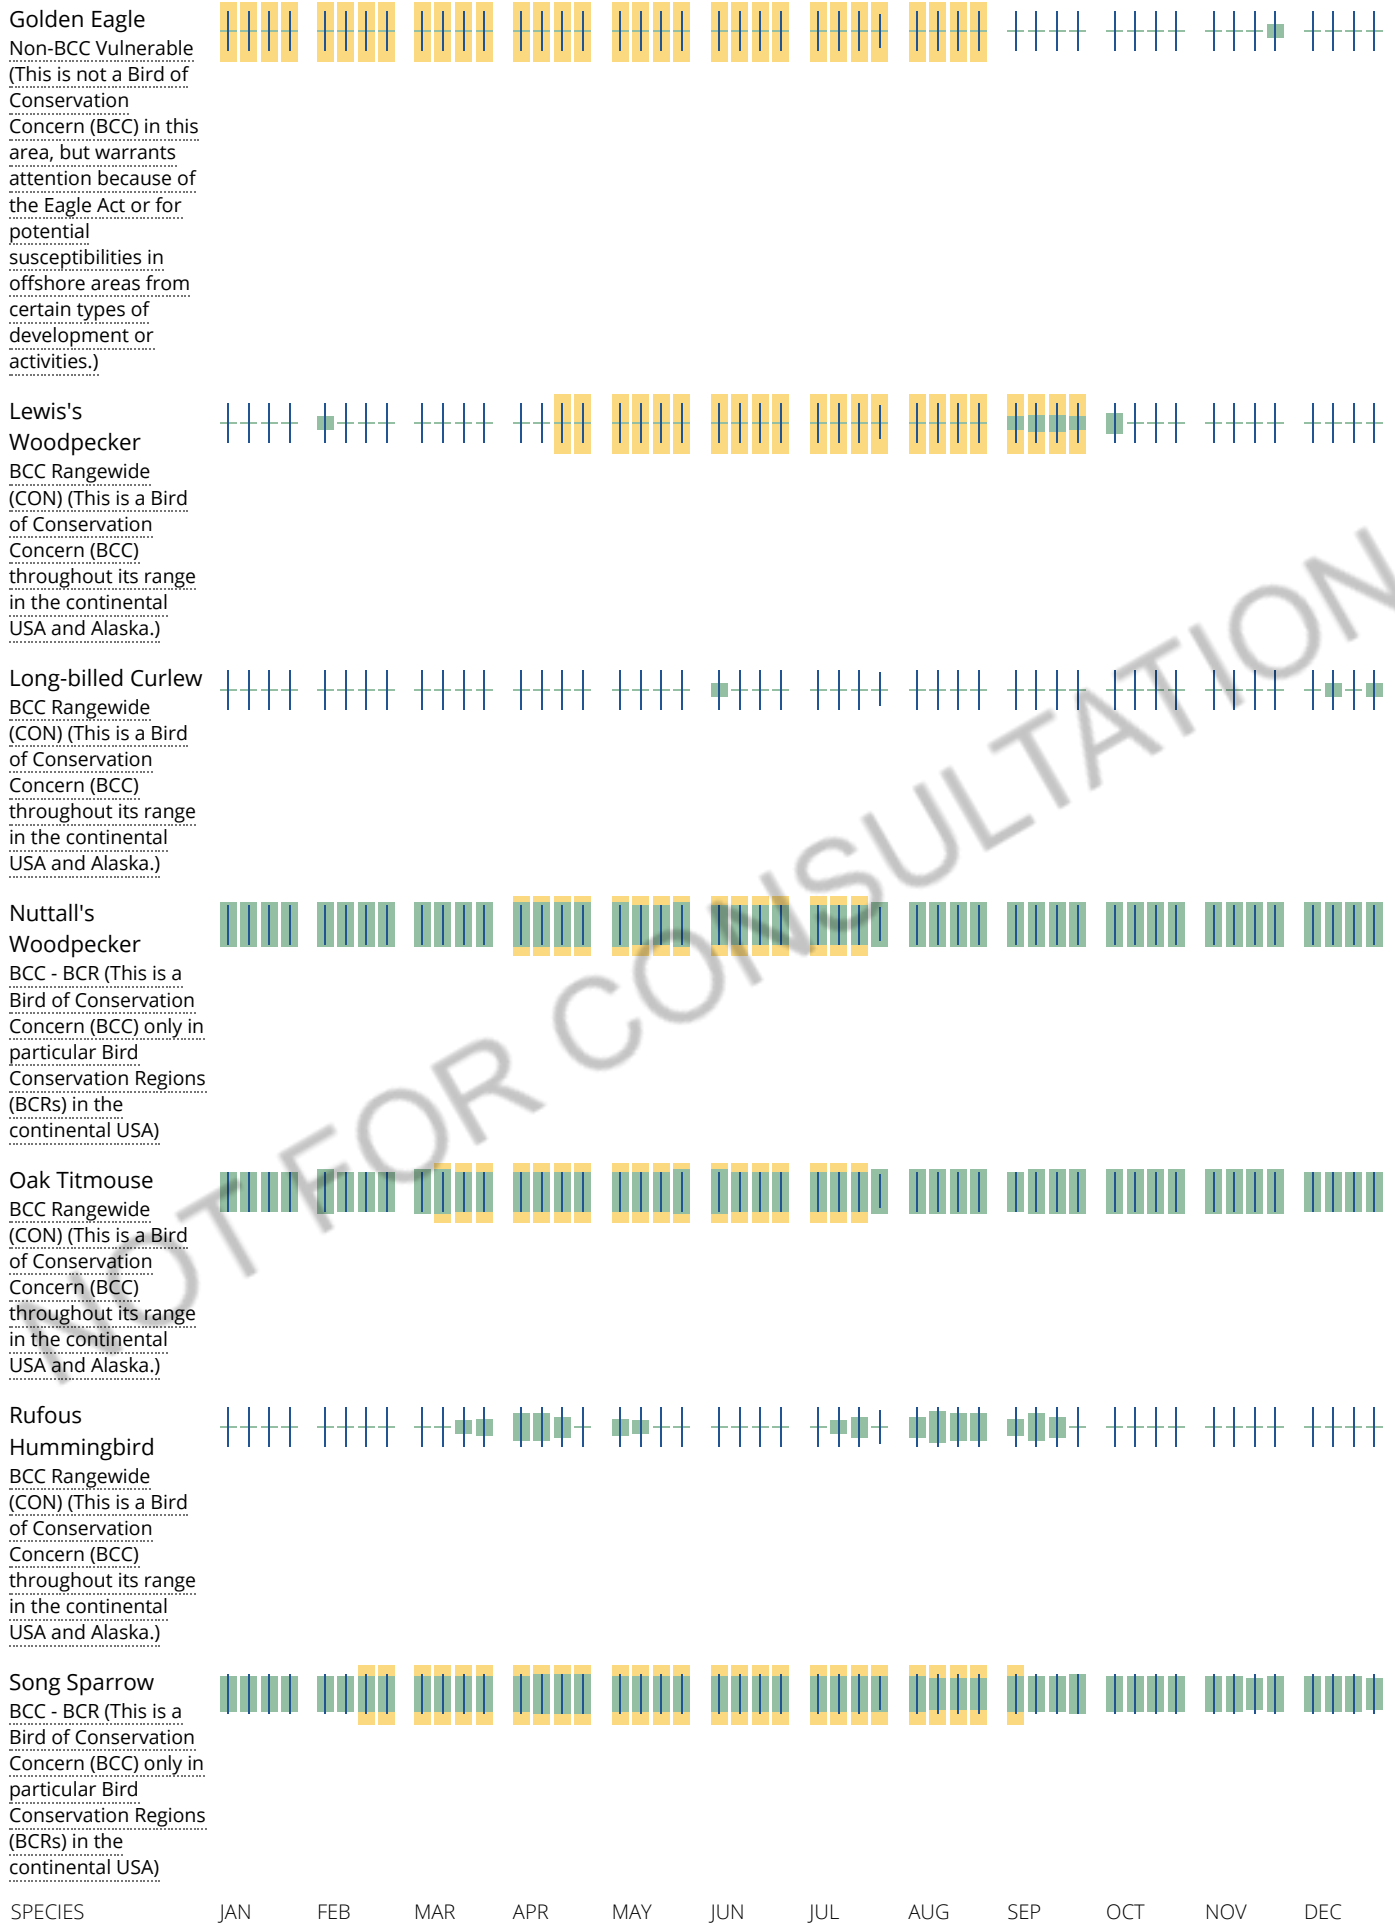 Golden Eagle
Non-BCC Vulnerable
(This is not a Bird of
Conservation
Concern (BCC) in this
area, but warrants
attention because of
the Eagle Act or for
potential
susceptibilities in
offshore areas from
certain types of
development or
activities.)
Lewis's
Woodpecker
BCC Rangewide
(CON) (This is a Bird
of Conservation
Concern (BCC)
throughout its range
in the continental
USA and Alaska.)
Long-billed Curlew
BCC Rangewide
(CON) (This is a Bird
of Conservation
Concern (BCC)
throughout its range
in the continental
USA and Alaska.)
Nuttall's
Woodpecker
BCC - BCR (This is a
Bird of Conservation
Concern (BCC) only in
particular Bird
Conservation Regions
(BCRs) in the
continental USA)
Oak Titmouse
BCC Rangewide
(CON) (This is a Bird
of Conservation
Concern (BCC)
throughout its range
in the continental
USA and Alaska.)
Rufous
Hummingbird
BCC Rangewide
(CON) (This is a Bird
of Conservation
Concern (BCC)
throughout its range
in the continental
USA and Alaska.)
Song Sparrow
BCC - BCR (This is a
Bird of Conservation
Concern (BCC) only in
particular Bird
Conservation Regions
(BCRs) in the
continental USA)
SPECIES JAN FEB MAR APR MAY JUN JUL AUG SEP OCT NOV DEC
NOT FOR CONSULTATION